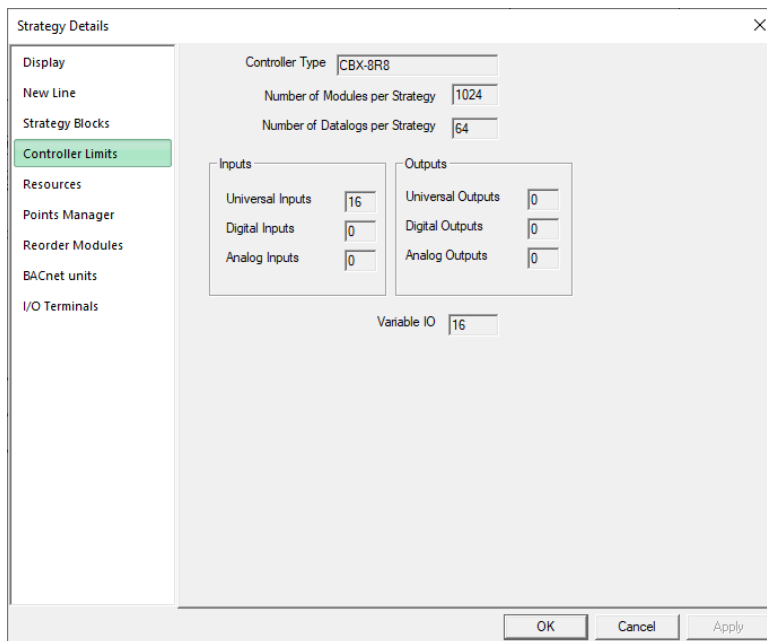 Strategy Details
Display
New Line
Strategy Blocks
Controller Limits
Resources
Points Manager
Reorder Modules
BACnet units
I/O Terminals
Controller Type CBX-8R8
Number of Modules per Strategy 1024
Number of Datalogs per Strategy 64
Inputs
Universal Inputs 16
Digital Inputs 0
Analog Inputs 0
Outputs
Universal Outputs 0
Digital Outputs 0
Analog Outputs 0
Variable IO 16
OK Cancel Apply